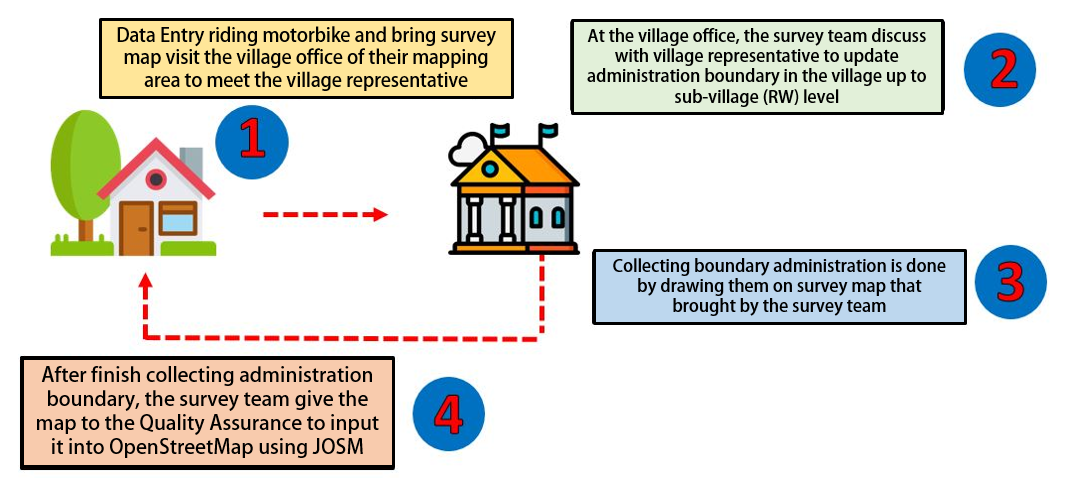 Data Entry riding motorbike and bring survey
map visit the village office of their mapping
area to meet the village representative
1
At the village office, the survey team discuss
with village representative to update
administration boundary in the village up to
sub-village (RW) level
2
Collecting boundary administration is done
by drawing them on survey map that
brought by the survey team
3
After finish collecting administration
boundary, the survey team give the
map to the Quality Assurance to input
it into OpenStreetMap using JOSM
4